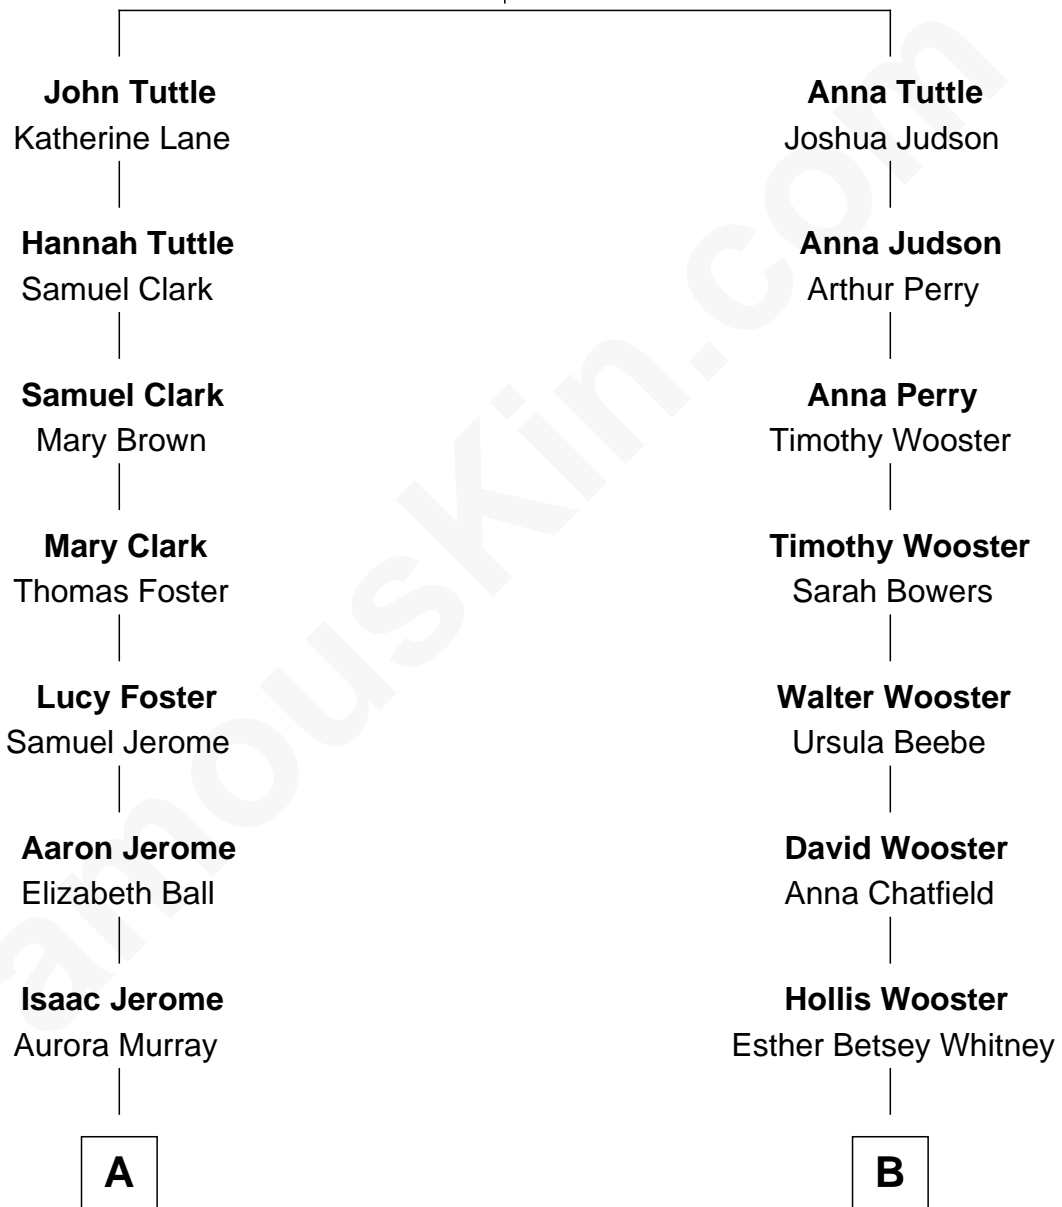 John Tuttle
Katherine Lane
Hannah Tuttle
Samuel Clark
Samuel Clark
Mary Brown
Mary Clark
Thomas Foster
Lucy Foster
Samuel Jerome
Aaron Jerome
Elizabeth Ball
Isaac Jerome
Aurora Murray
A
Anna Tuttle
Joshua Judson
Anna Judson
Arthur Perry
Anna Perry
Timothy Wooster
Timothy Wooster
Sarah Bowers
Walter Wooster
Ursula Beebe
David Wooster
Anna Chatfield
Hollis Wooster
Esther Betsey Whitney
B
amouskin.com